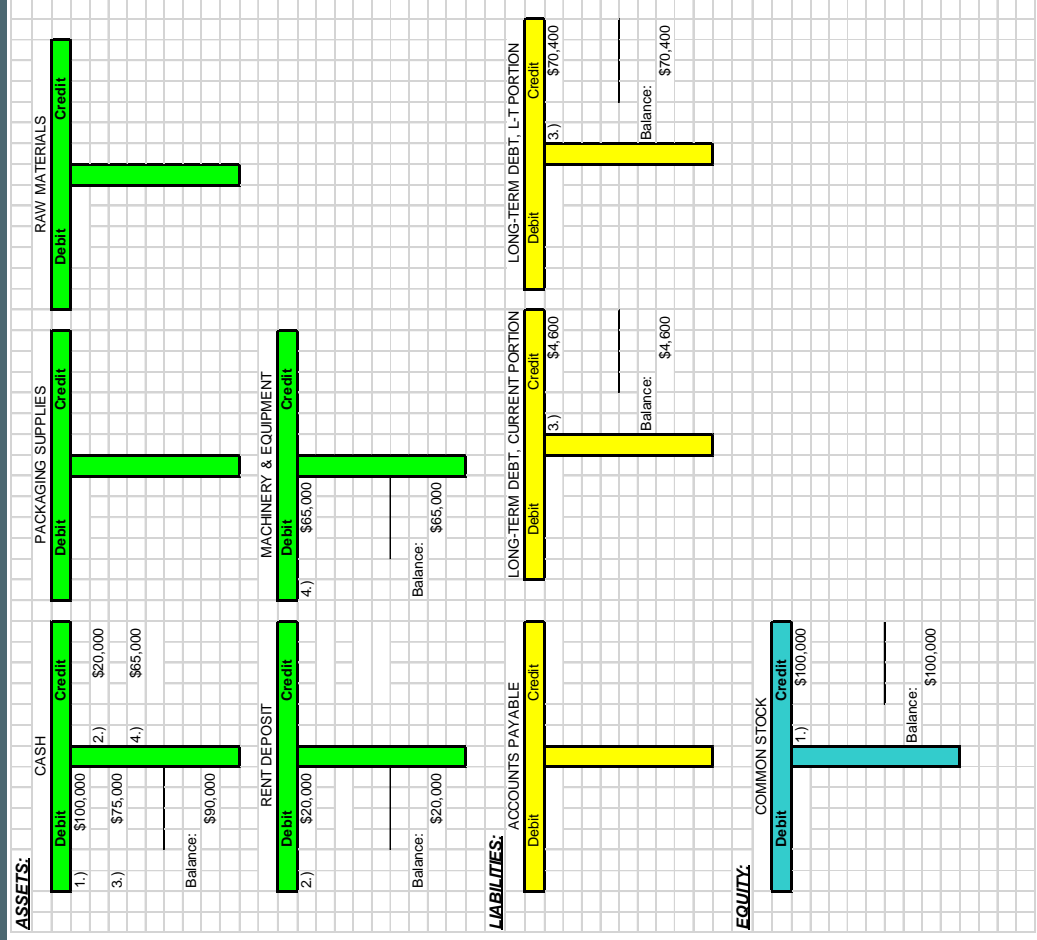 ASSETS:
CASH PACKAGING SUPPLIES RAW MATERIALS
Debit Credit Debit Credit Debit Credit
1.) $100,000
2.) $20,000
3.) $75,000
4.) $65,000
Balance: $90,000
RENT DEPOSIT MACHINERY & EQUIPMENT
Debit Credit Debit Credit
2.) $20,000 4.) $65,000
Balance: $20,000 Balance: $65,000
LIABILITIES:
ACCOUNTS PAYABLE LONG-TERM DEBT, CURRENT PORTION LONG-TERM DEBT, L-T PORTION
Debit Credit Debit Credit Debit Credit
3.) $4,600 3.) $70,400
Balance: Balance:
$4,600 $70,400
EQUITY:
COMMON STOCK
Debit Credit
1.) $100,000
Balance:
$100,000